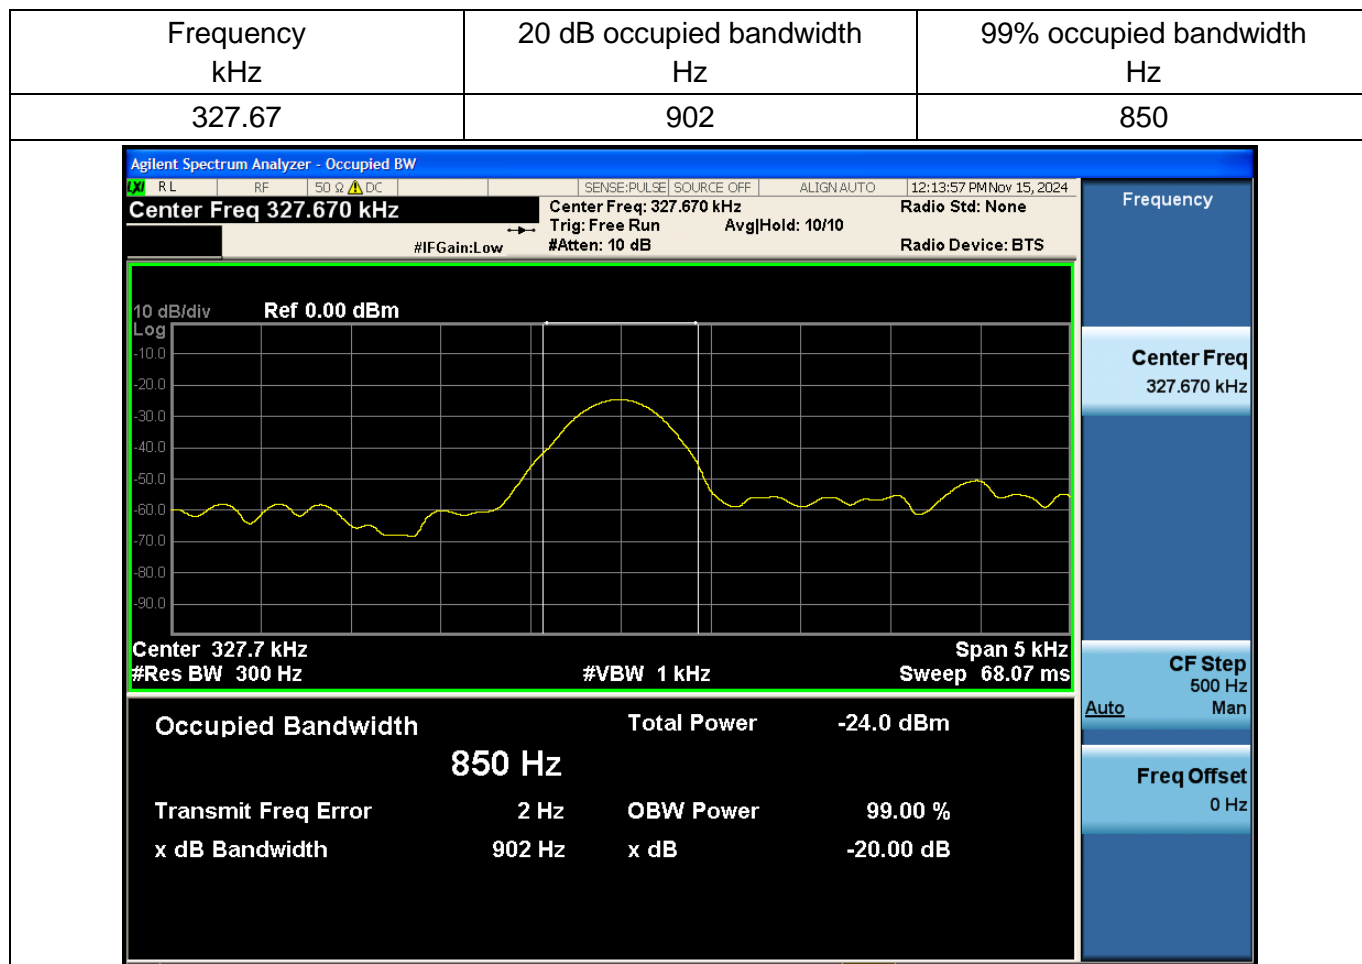 Frequency 20 dB occupied bandwidth 99% occupied bandwidth
kHz Hz Hz
327.67 902 850
Agilent Spectrum Analyzer - Occupied BW
LXI RL RF 50 Ω DC SENSE:PULSE SOURCE OFF ALIGN AUTO 12:13:57 PM Nov 15, 2024
Center Freq 327.670 kHz
Center Freq: 327.670 kHz Radio Std: None
Trig: Free Run Avg|Hold: 10/10
#IFGain:Low #Atten: 10 dB Radio Device: BTS
10 dB/div Ref 0.00 dBm
Log
-10.0
-20.0
-30.0
-40.0
-50.0
-60.0
-70.0
-80.0
-90.0
Center 327.7 kHz Span 5 kHz
#Res BW 300 Hz #VBW 1 kHz Sweep 68.07 ms
Occupied Bandwidth Total Power -24.0 dBm
850 Hz
Transmit Freq Error 2 Hz OBW Power 99.00 %
x dB Bandwidth 902 Hz x dB -20.00 dB
Frequency
Center Freq
327.670 kHz
CF Step
500 Hz
Auto Man
Freq Offset
0 Hz